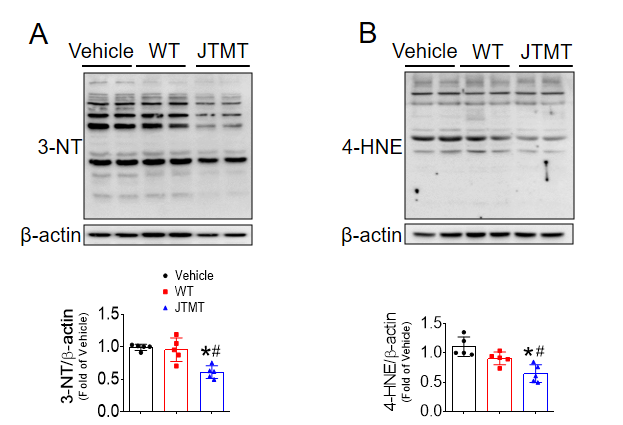 A
Vehicle WT JTMT
3-NT
β-actin
Vehicle
WT
JTMT
3-NT/β-actin
(Fold of Vehicle)
1.5
1.0
0.5
0.0
*#
B
Vehicle WT JTMT
4-HNE
β-actin
4-HNE/β-actin
(Fold of Vehicle)
1.5
1.0
0.5
0.0
*#